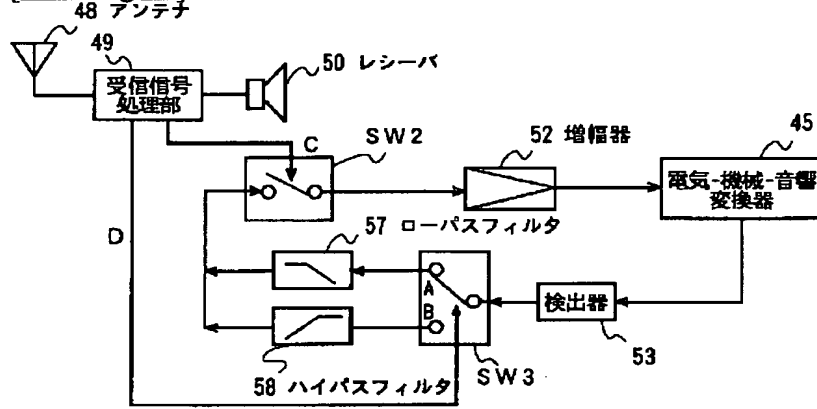 48 アンテナ
49
受信信号
処理部
50 レシーバ
C
SW2
52 増幅器
45
電気-機械-音響
変換器
D
57 ローパスフィルタ
A
B
検出器
53
58 ハイパスフィルタ
SW3